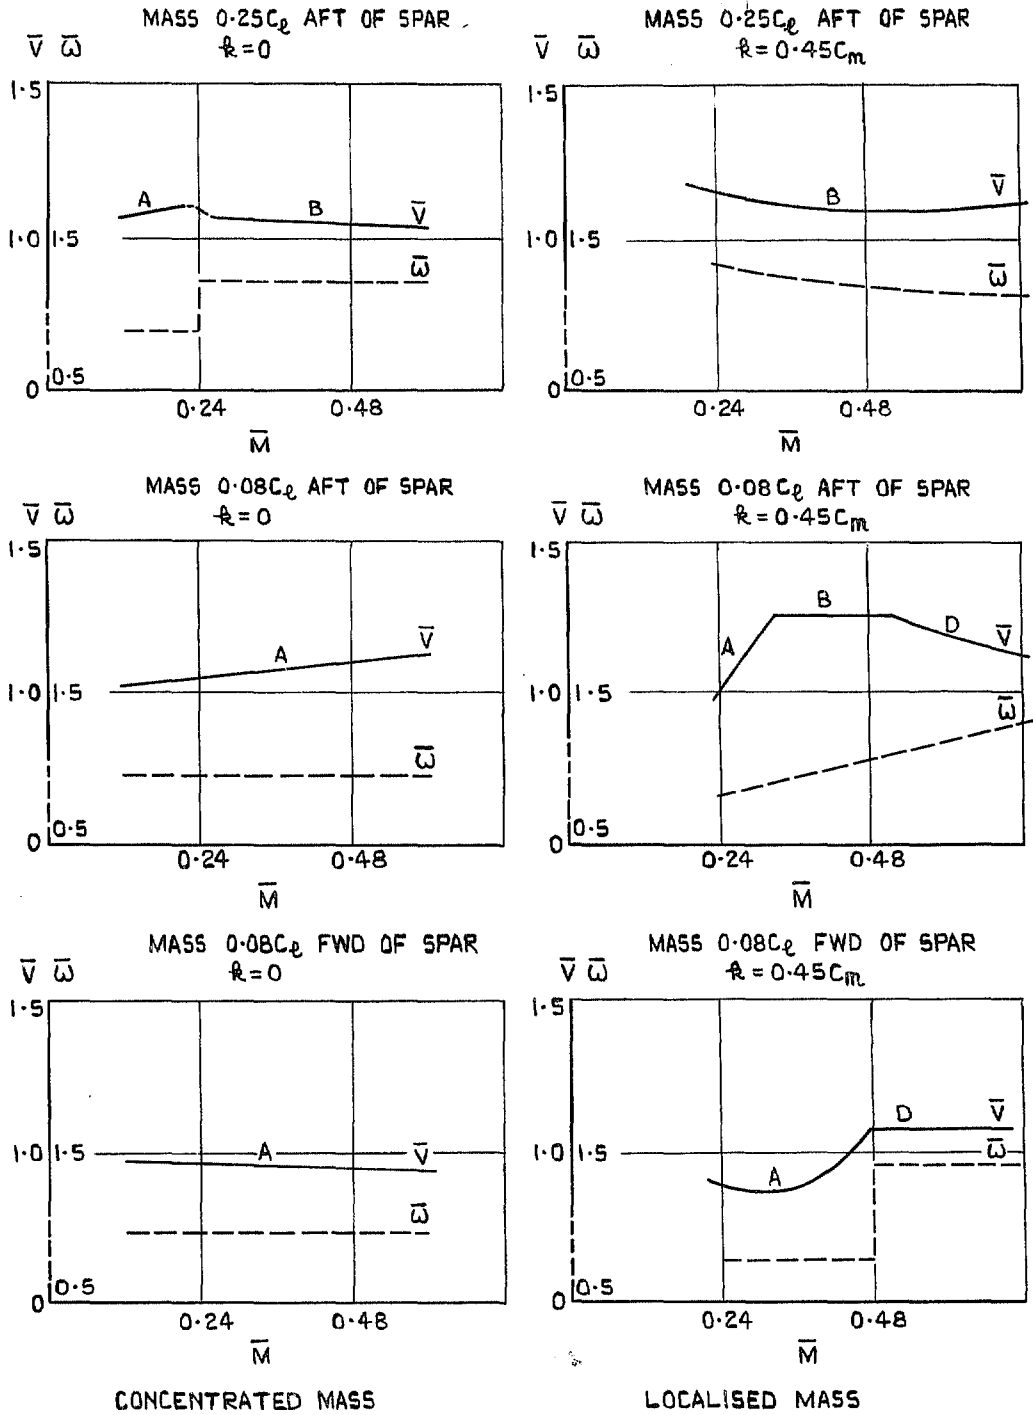 MASS 0·25Cℓ AFT OF SPAR
k=0
V̅ ω̅
1·5
A
B
V̅
1·0 1·5
ω̅
0 0·5
0·24 0·48
M̅
MASS 0·25Cℓ AFT OF SPAR
k=0·45Cm
V̅ ω̅
1·5
B
V̅
1·0 1·5
ω̅
0 0·5
0·24 0·48
M̅
MASS 0·08Cℓ AFT OF SPAR
k=0
V̅ ω̅
1·5
A
V̅
1·0 1·5
ω̅
0 0·5
0·24 0·48
M̅
MASS 0·08Cℓ AFT OF SPAR
k=0·45Cm
V̅ ω̅
1·5
A
B
D
V̅
1·0 1·5
ω̅
0 0·5
0·24 0·48
M̅
MASS 0·08Cℓ FWD OF SPAR
k=0
V̅ ω̅
1·5
A
V̅
1·0 1·5
ω̅
0 0·5
0·24 0·48
M̅
MASS 0·08Cℓ FWD OF SPAR
k=0·45Cm
V̅ ω̅
1·5
D
V̅
1·0 1·5
ω̅
A
0 0·5
0·24 0·48
M̅
CONCENTRATED MASS
LOCALISED MASS